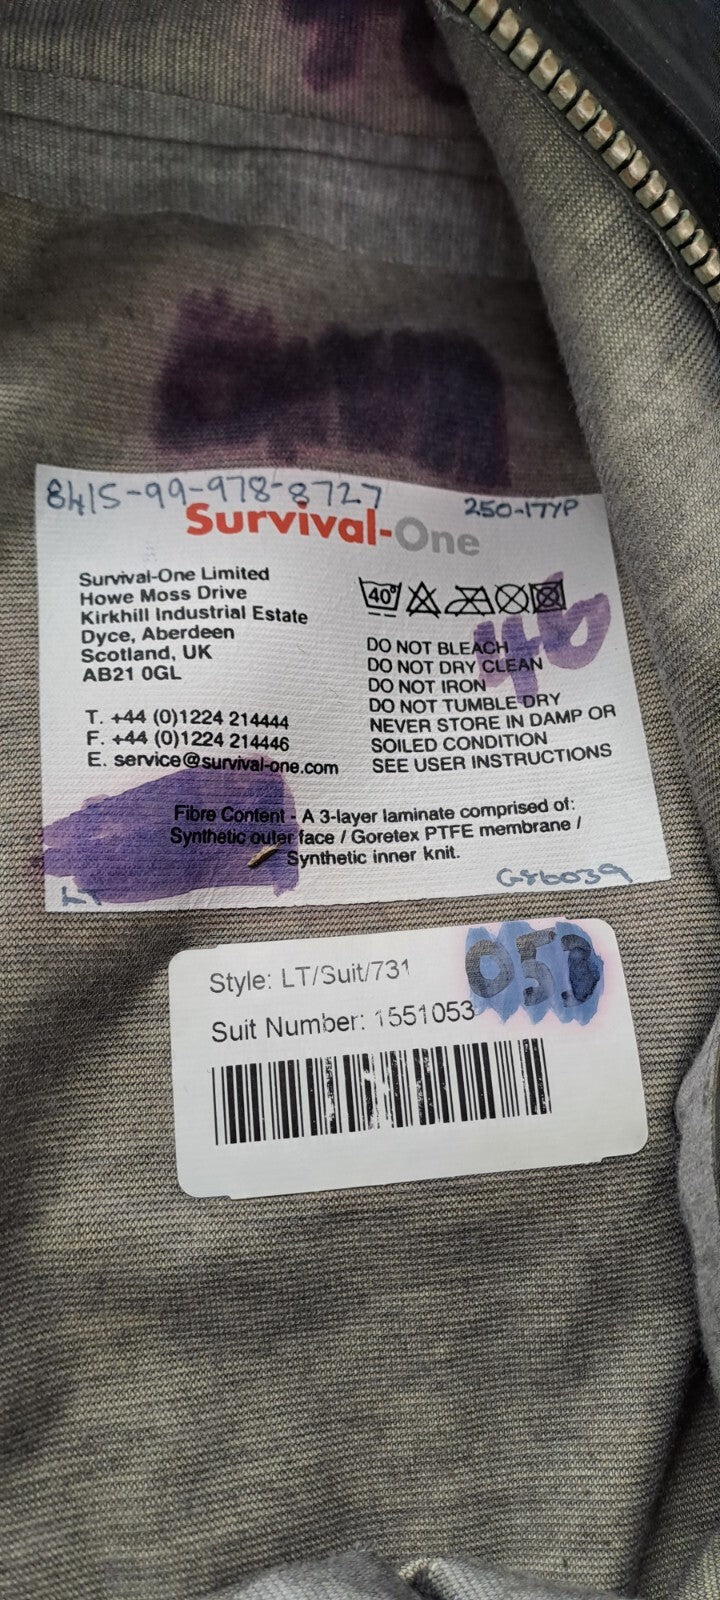 8415-99-978-8727
250-17YP
Survival-One
Survival-One Limited
Howe Moss Drive
Kirkhill Industrial Estate
Dyce, Aberdeen
Scotland, UK
AB21 0GL
T. +44 (0)1224 214444
F. +44 (0)1224 214446
E. service@survival-one.com
40°
DO NOT BLEACH
DO NOT DRY CLEAN
DO NOT IRON
DO NOT TUMBLE DRY
NEVER STORE IN DAMP OR
SOILED CONDITION
SEE USER INSTRUCTIONS
46
Fibre Content - A 3-layer laminate comprised of:
Synthetic outer face / Goretex PTFE membrane /
Synthetic inner knit.
Style: LT/Suit/731
Suit Number: 1551053
053